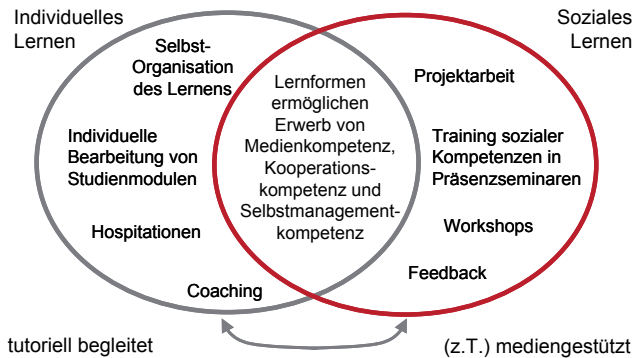 Individuelles
Lernen
Soziales
Lernen
Selbst-
Organisation
des Lernens
Individuelle
Bearbeitung von
Studienmodulen
Hospitationen
Coaching
Lernformen
ermöglichen
Erwerb von
Medienkompetenz,
Kooperations-
kompetenz und
Selbstmanagement-
kompetenz
Projektarbeit
Training sozialer
Kompetenzen in
Präsenzseminaren
Workshops
Feedback
tutoriell begleitet
(z.T.) mediengestützt